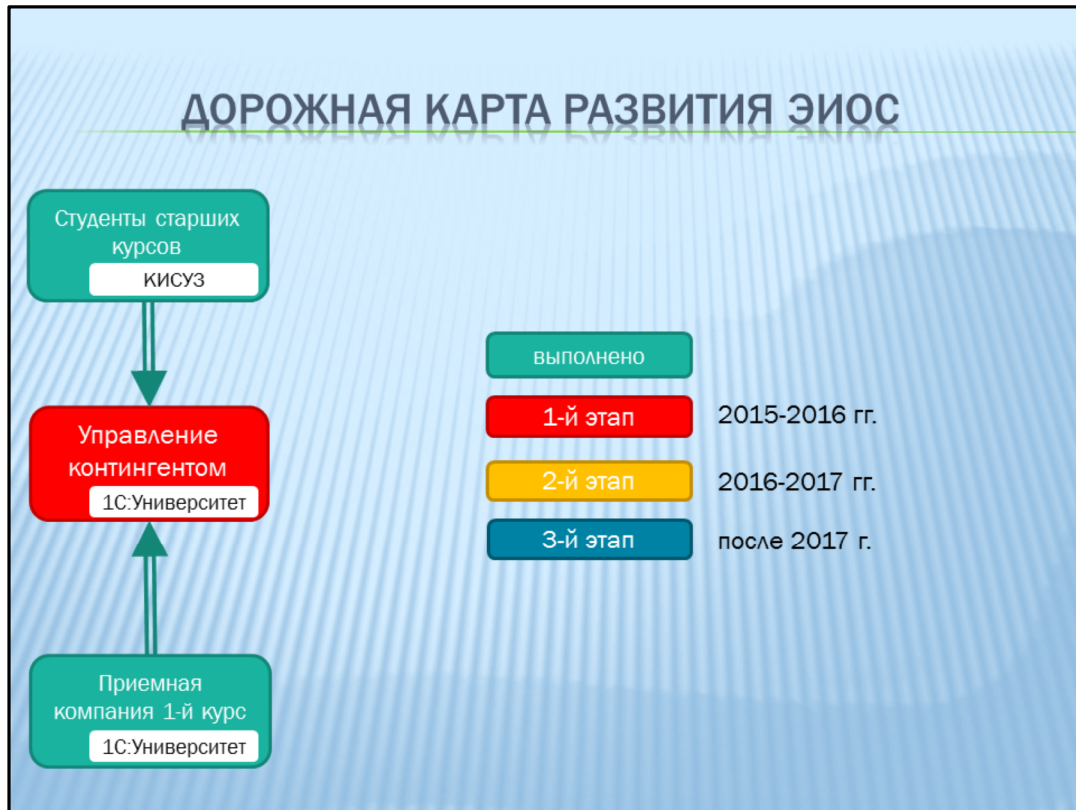 ДОРОЖНАЯ КАРТА РАЗВИТИЯ ЭИОС
Студенты старших
курсов
КИСУЗ
Управление
контингентом
1С:Университет
Приемная
компания 1-й курс
1С:Университет
выполнено
1-й этап
2015-2016 гг.
2-й этап
2016-2017 гг.
3-й этап
после 2017 г.